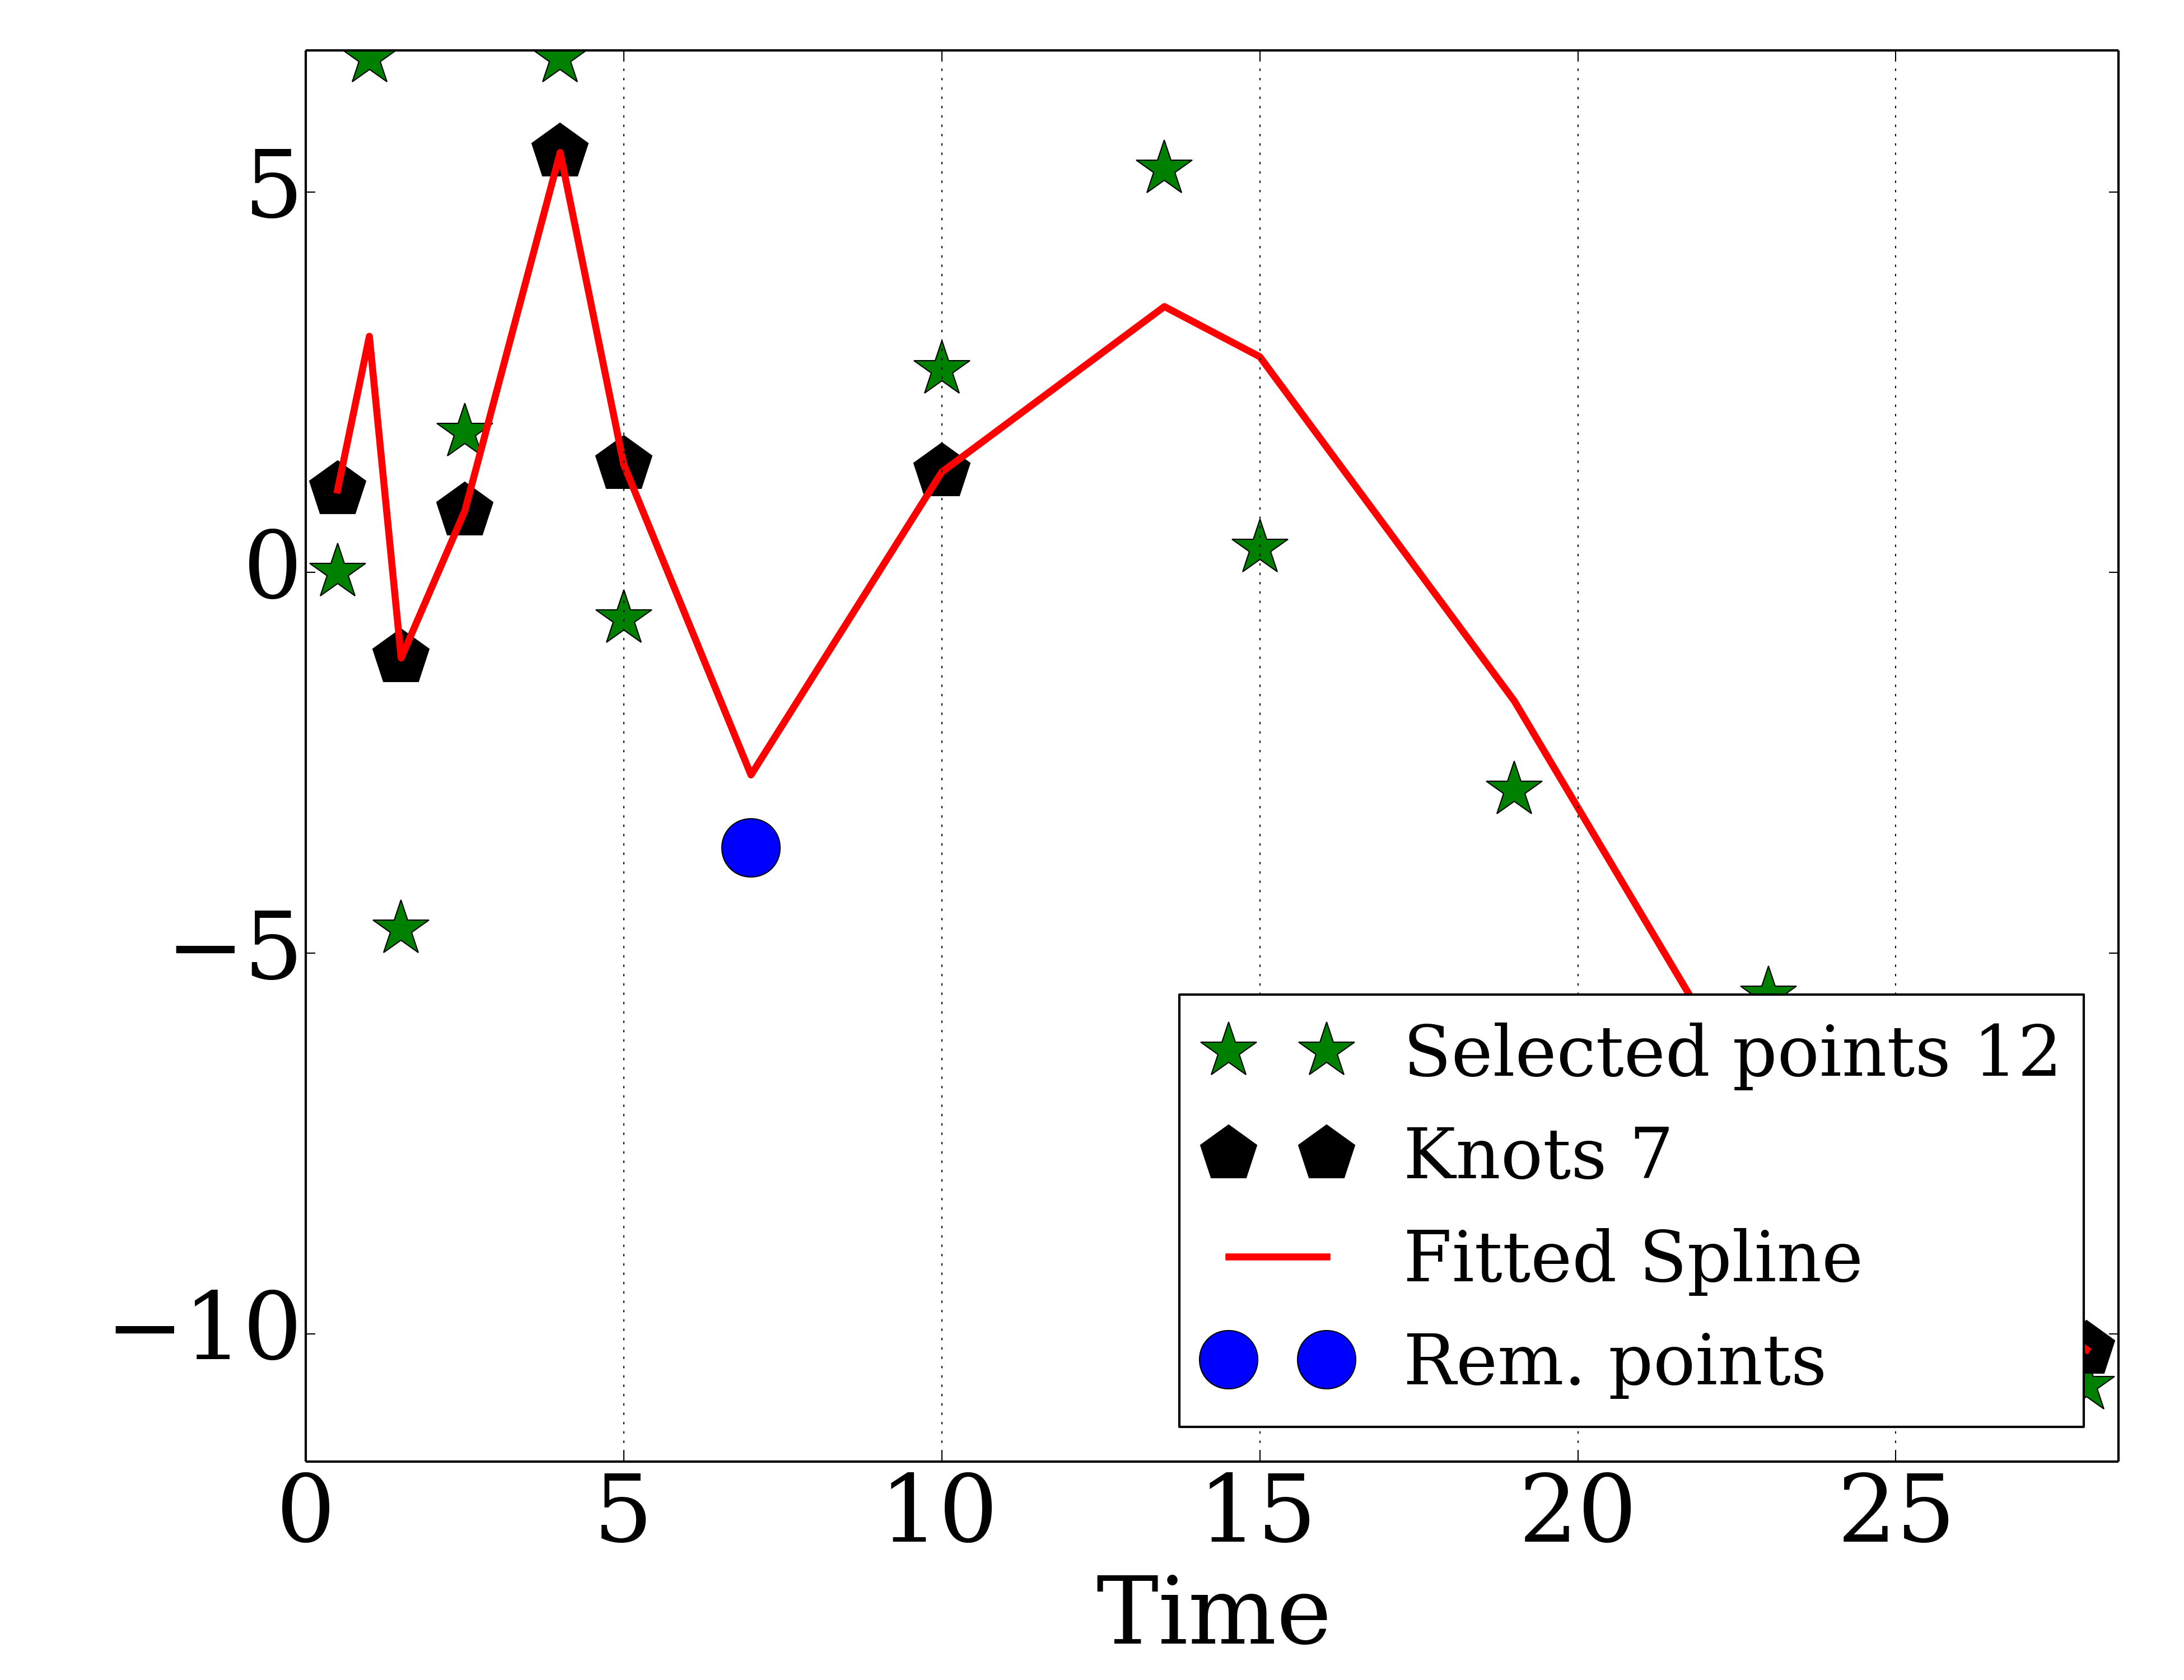 5
0
−5
−10
Selected points 12
Knots 7
Fitted Spline
Rem. points
0 5 10 15 20 25
Time